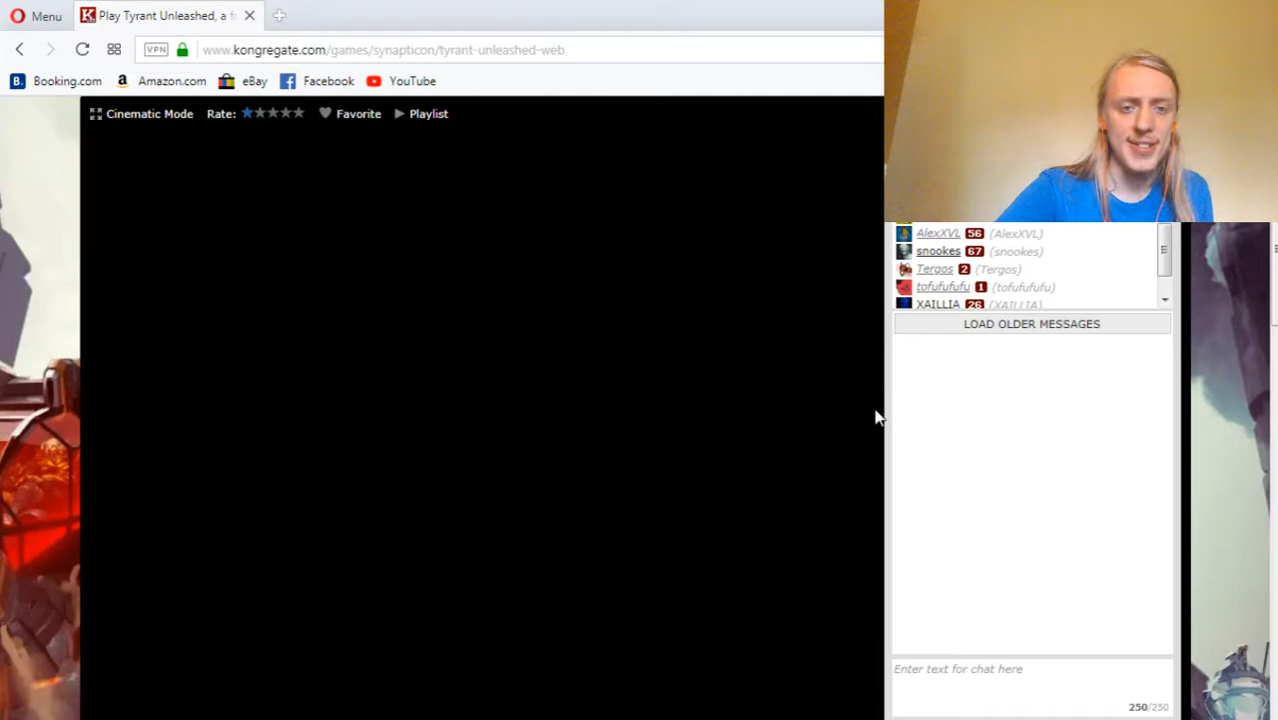 Menu
Play Tyrant Unleashed, a f
VPN www.kongregate.com/games/synapticon/tyrant-unleashed-web
B. Booking.com a Amazon.com eBay Facebook YouTube
Cinematic Mode Rate: Favorite Playlist
AlexXVL 56 (AlexXVL)
snookes 67 (snookes)
Tergos 2 (Tergos)
tofufufufu 1 (tofufufufu)
XAILLIA 26 (XAILLIA)
LOAD OLDER MESSAGES
Enter text for chat here
250/250